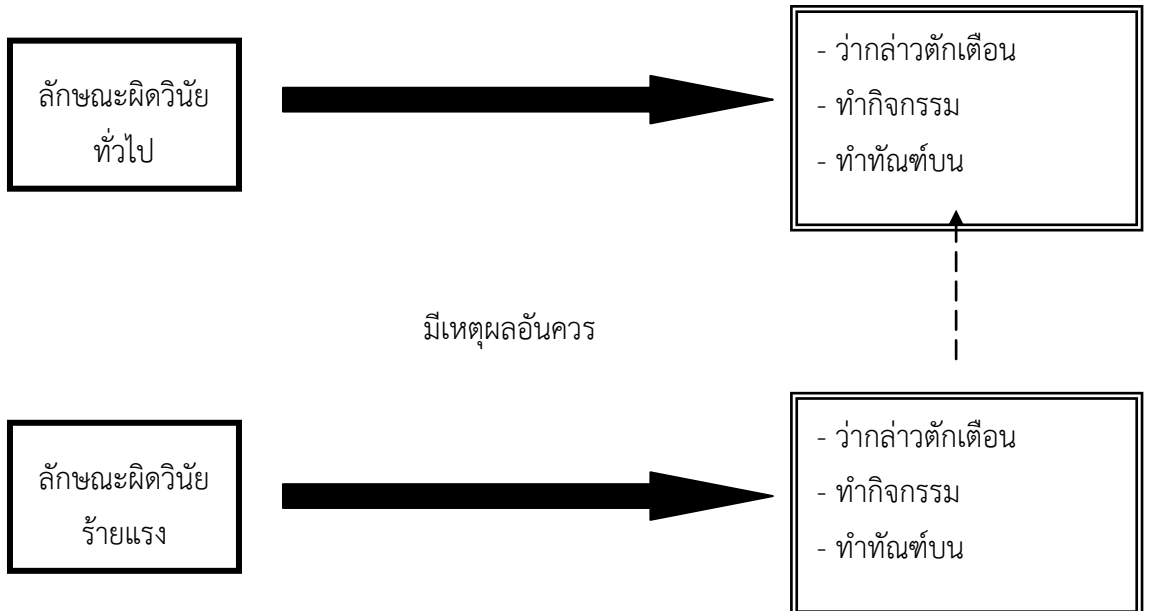 ลักษณะผิดวินัย
ทั่วไป
- ว่ากล่าวตักเตือน
- ทำกิจกรรม
- ทำทัณฑ์บน
มีเหตุผลอันควร
ลักษณะผิดวินัย
ร้ายแรง
- ว่ากล่าวตักเตือน
- ทำกิจกรรม
- ทำทัณฑ์บน